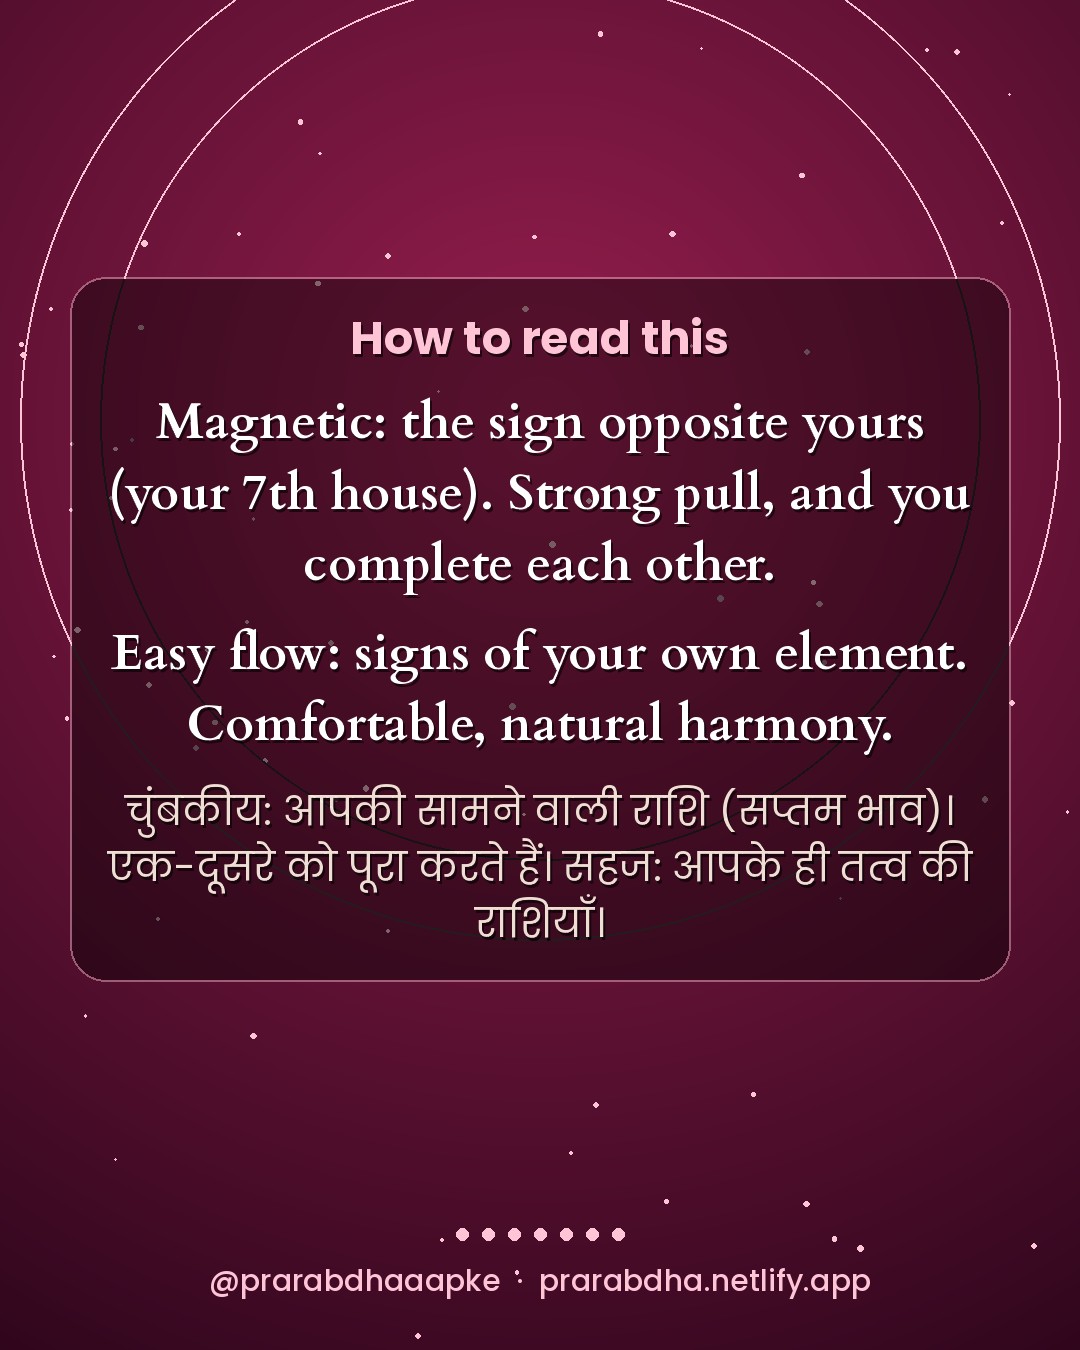 How to read this
Magnetic: the sign opposite yours
(your 7th house). Strong pull, and you
complete each other.
Easy flow: signs of your own element.
Comfortable, natural harmony.
चुंबकीय: आपकी सामने वाली राशि (सप्तम भाव)।
एक-दूसरे को पूरा करते हैं। सहज: आपके ही तत्व की
राशियाँ।
@prarabdhaaapke · prarabdha.netlify.app